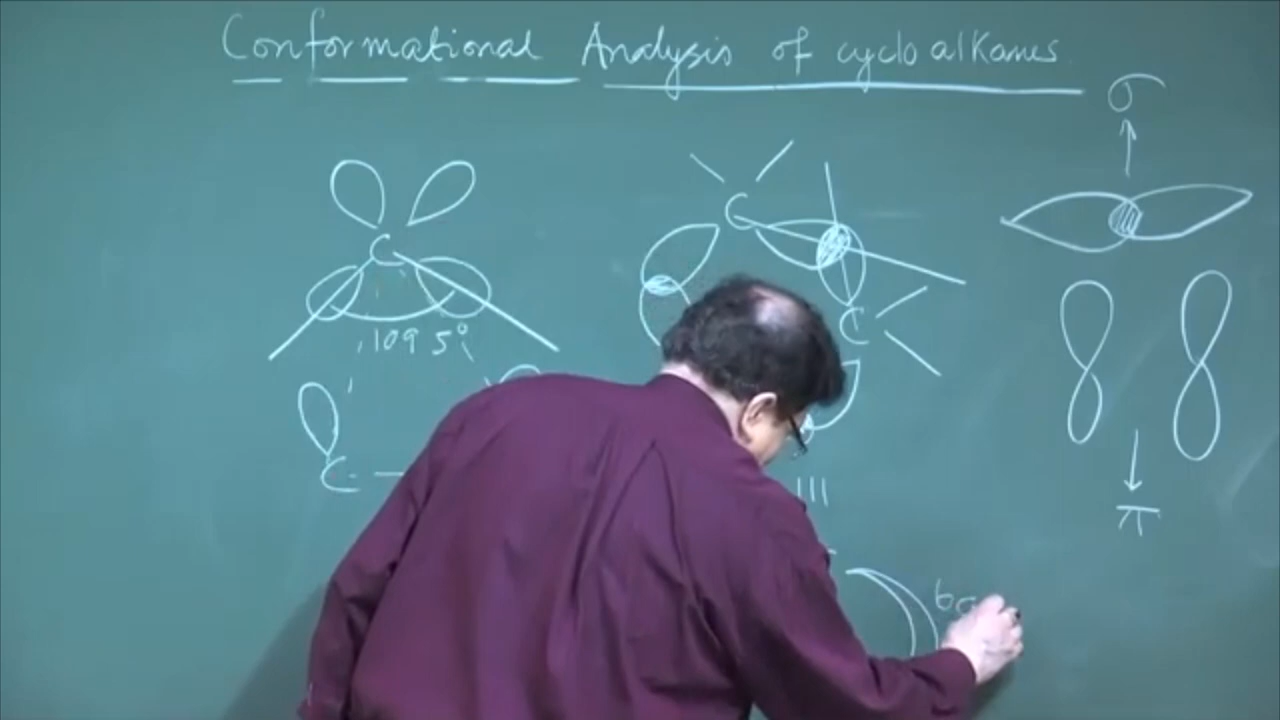 Conformational Analysis of cycloalkanes
σ
C
C
109 5°
C
C
π